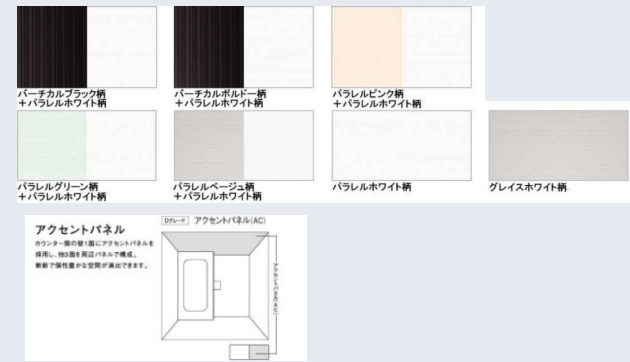 バーチカルブラック柄
＋パラレルホワイト柄
バーチカルボルドー柄
＋パラレルホワイト柄
パラレルピンク柄
＋パラレルホワイト柄
パラレルグリーン柄
＋パラレルホワイト柄
パラレルベージュ柄
＋パラレルホワイト柄
パラレルホワイト柄
グレイスホワイト柄
アクセントパネル
カウンター側の壁1面にアクセントパネルを
採用し、他3面を周辺パネルで構成。
斬新で個性豊かな空間が演出できます。
Dグレード アクセントパネル(AC)
アクセントパネル(AC)